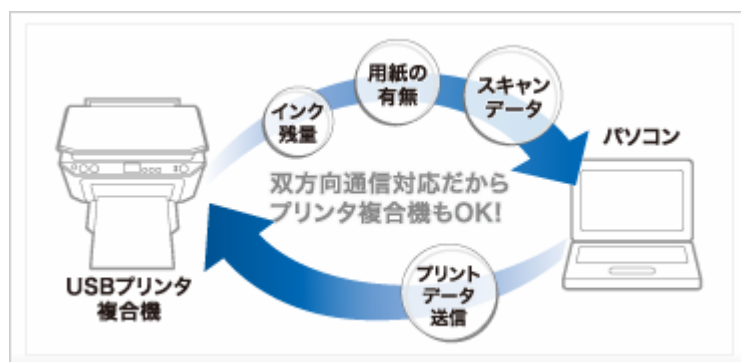 インク
残量
用紙の
有無
スキャン
データ
パソコン
双方向通信対応だから
プリンタ複合機もOK!
USBプリンタ
複合機
プリント
データ
送信